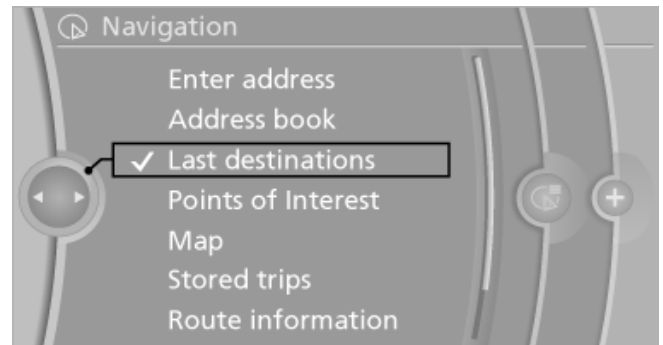 Navigation
Enter address
Address book
Last destinations
Points of Interest
Map
Stored trips
Route information